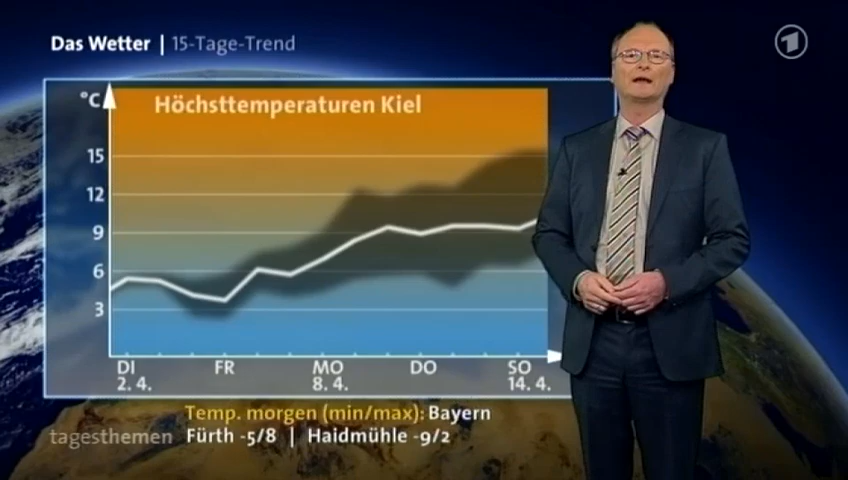 Das Wetter | 15-Tage-Trend
1
°C
Höchsttemperaturen Kiel
15
12
9
6
3
DI FR MO DO SO
2. 4. 8. 4. 14. 4.
Temp. morgen (min/max): Bayern
tagesthemen Fürth -5/8 | Haidmühle -9/2